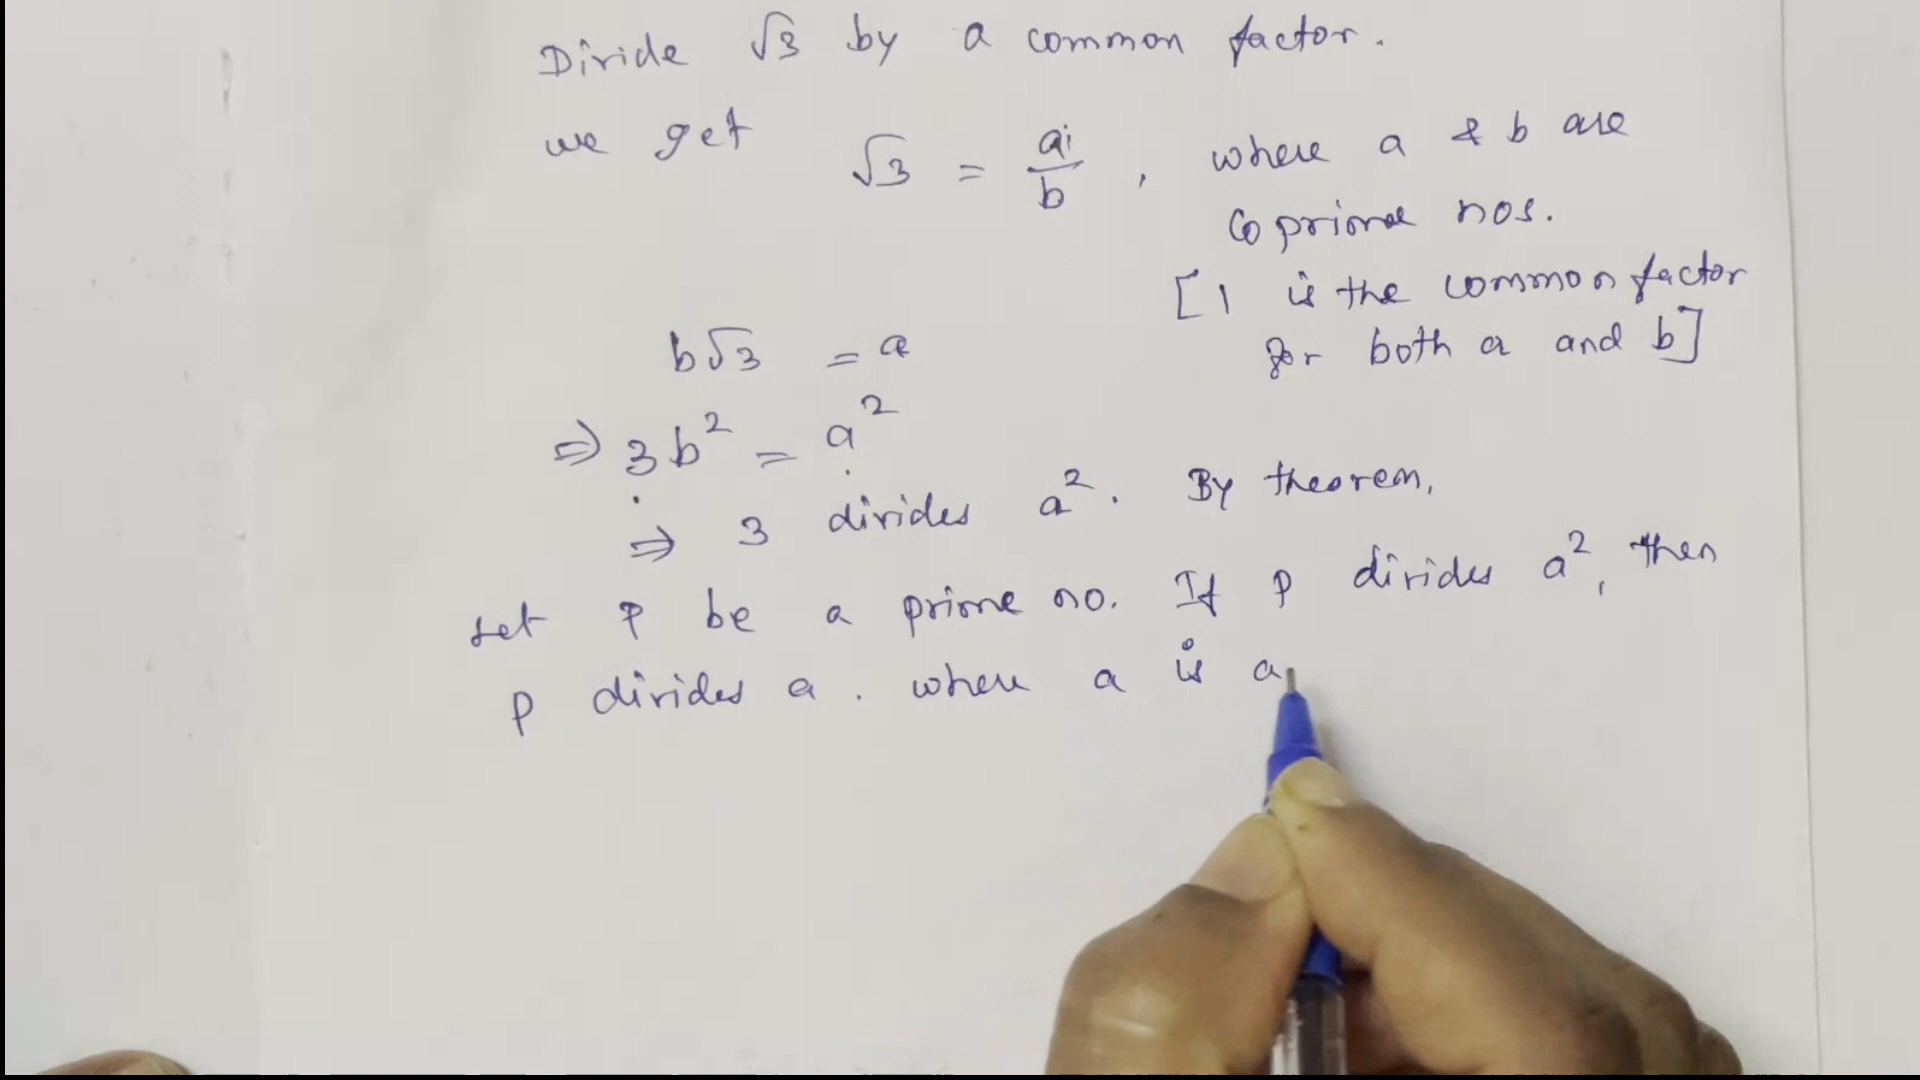 Divide √3 by a common factor.
we get √3 = a/b , where a & b are
Coprime nos.
[1 is the common factor
for both a and b]
b√3 = a
⇒ 3b² = a²
⇒ 3 divides a². By theorem,
Let P be a prime no. If P divides a², then
P divides a. where a is a